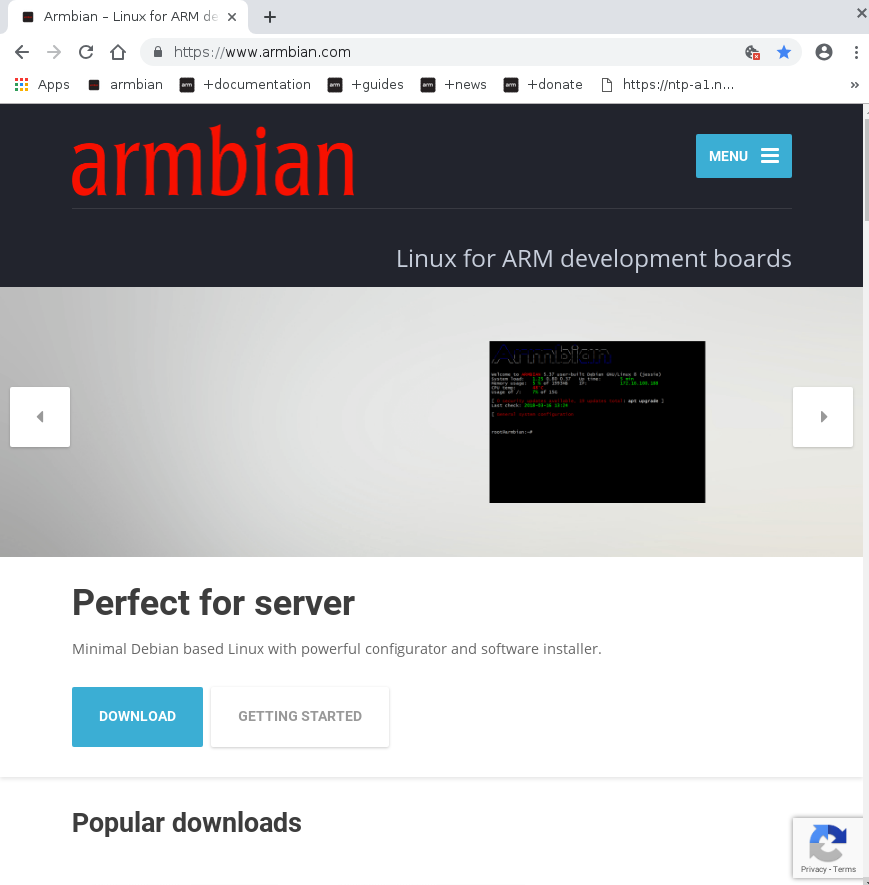 Armbian – Linux for ARM de
https://www.armbian.com
Apps armbian +documentation +guides +news +donate https://ntp-a1.n... »
armbian
MENU
Linux for ARM development boards
Armbian
Perfect for server
Minimal Debian based Linux with powerful configurator and software installer.
DOWNLOAD GETTING STARTED
Popular downloads
Privacy - Terms